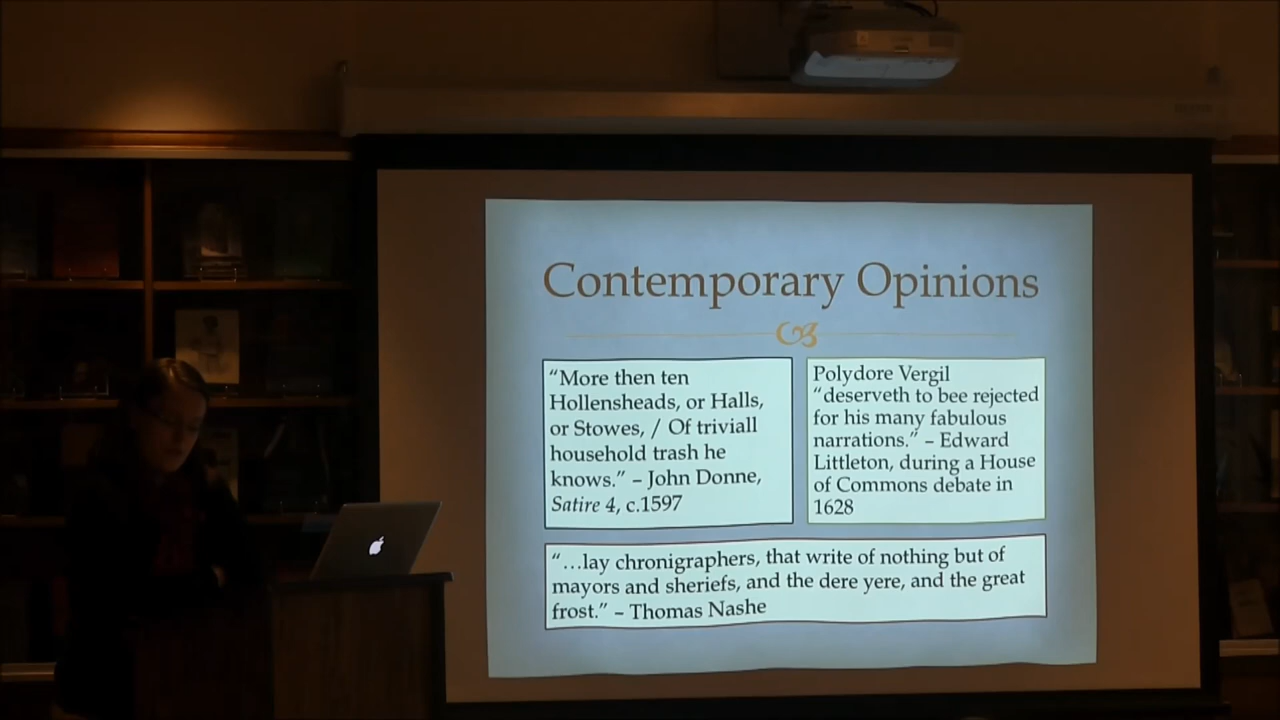 Contemporary Opinions
“More then ten
Hollensheads, or Halls,
or Stowes, / Of triviall
household trash he
knows.” – John Donne,
Satire 4, c.1597
Polydore Vergil
“deserveth to bee rejected
for his many fabulous
narrations.” – Edward
Littleton, during a House
of Commons debate in
1628
“…lay chronigraphers, that write of nothing but of
mayors and sheriefs, and the dere yere, and the great
frost.” – Thomas Nashe